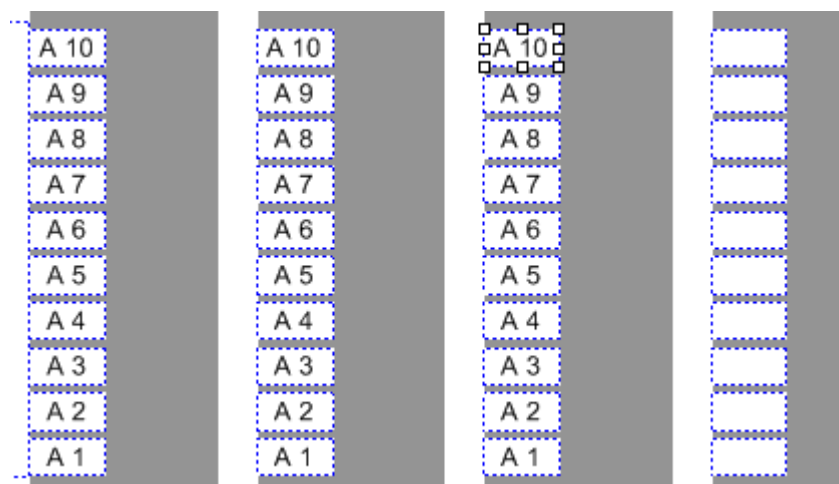 A 10 A 10 A 10
A 9 A 9 A 9
A 8 A 8 A 8
A 7 A 7 A 7
A 6 A 6 A 6
A 5 A 5 A 5
A 4 A 4 A 4
A 3 A 3 A 3
A 2 A 2 A 2
A 1 A 1 A 1